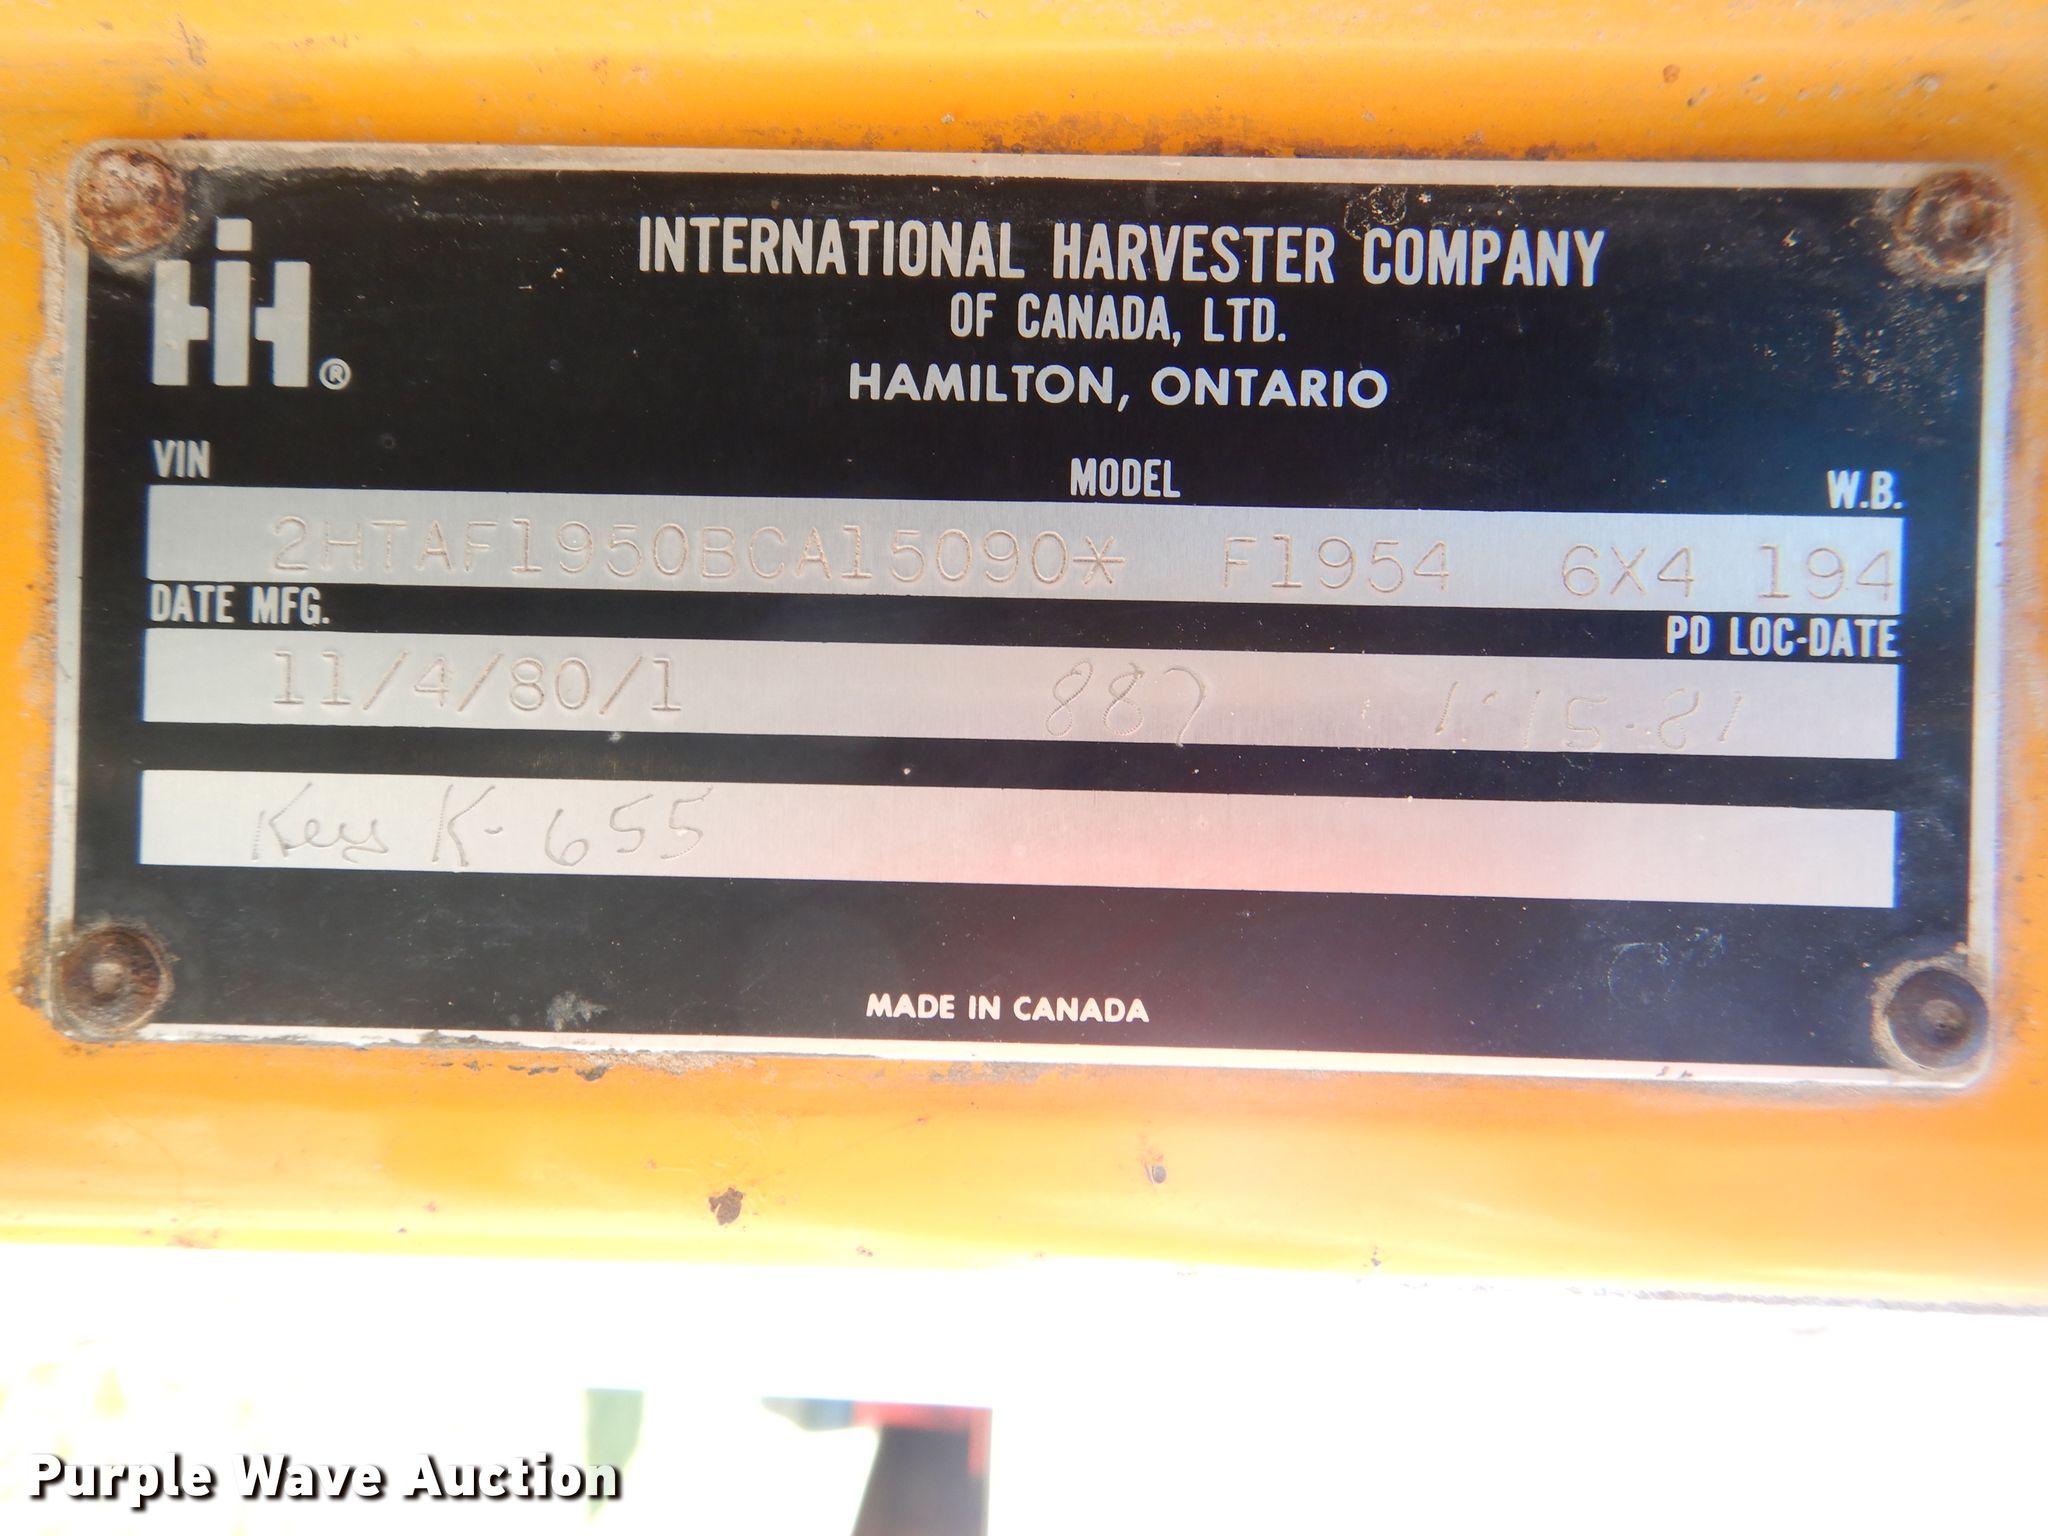 IH®
INTERNATIONAL HARVESTER COMPANY
OF CANADA, LTD.
HAMILTON, ONTARIO
VIN MODEL W.B.
2HTAF1950BCA15090* F1954 6X4 194
DATE MFG. PD LOC-DATE
11/4/80/1 887 1-15-81
Key K-655
MADE IN CANADA
Purple Wave Auction